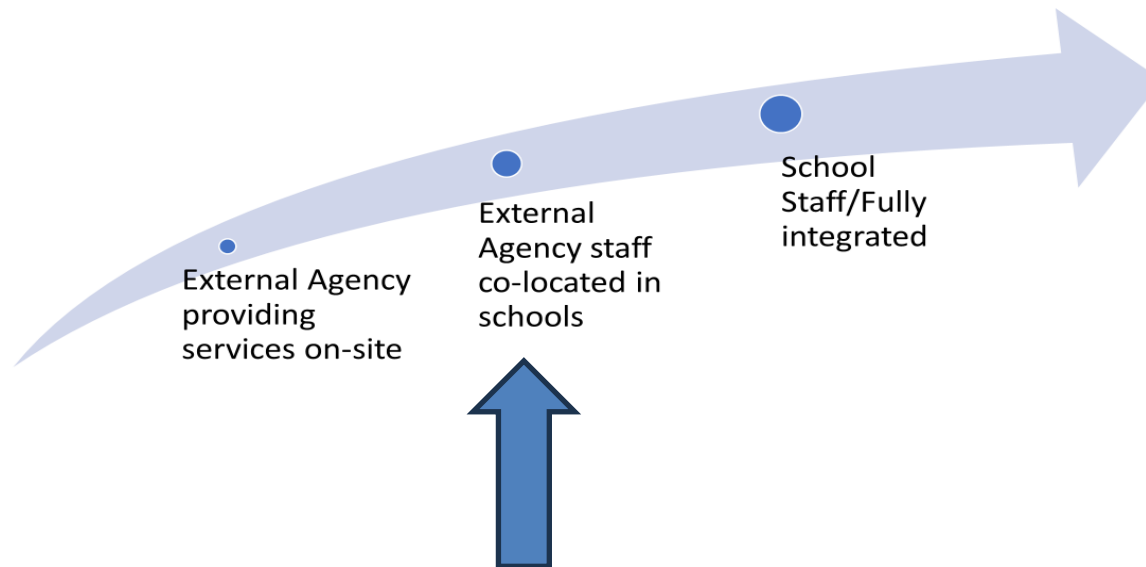 External Agency
providing
services on-site
External
Agency staff
co-located in
schools
School
Staff/Fully
integrated